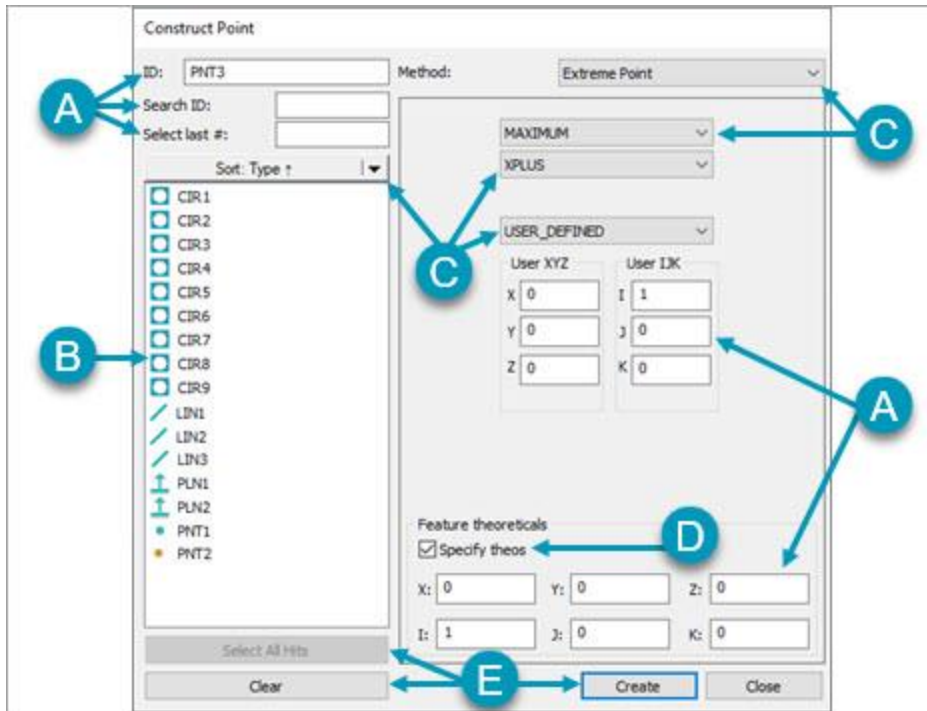 Construct Point
ID: PNT3 Method: Extreme Point
A Search ID:
Select last #:
MAXIMUM C
Sort: Type ↑ XPLUS
CIR1
CIR2
CIR3 C USER_DEFINED
CIR4 User XYZ User IJK
CIR5 X 0 I 1
CIR6
CIR7 Y 0 J 0
B CIR8 Z 0 K 0
CIR9
A
LIN1
LIN2
LIN3
PLN1
PLN2
PNT1 Feature theoreticals
PNT2 Specify theos D
X: 0 Y: 0 Z: 0
I: 1 J: 0 K: 0
Select All Hits
E
Clear Create Close